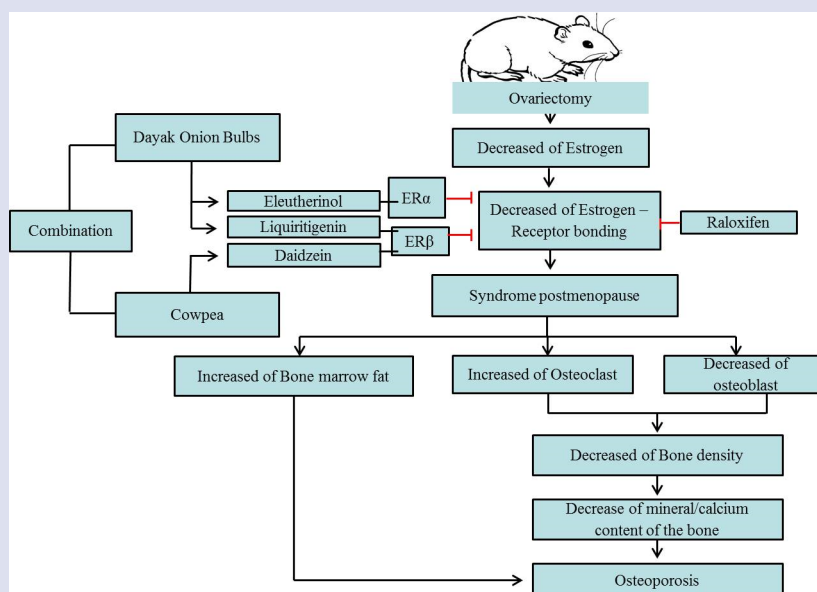 Ovariectomy
Dayak Onion Bulbs
Decreased of Estrogen
Eleutherinol
ERα
Liquiritigenin
Decreased of Estrogen –
Receptor bonding
Raloxifen
Combination
ERβ
Daidzein
Cowpea
Syndrome postmenopause
Increased of Bone marrow fat
Increased of Osteoclast
Decreased of
osteoblast
Decreased of Bone density
Decrease of mineral/calcium
content of the bone
Osteoporosis